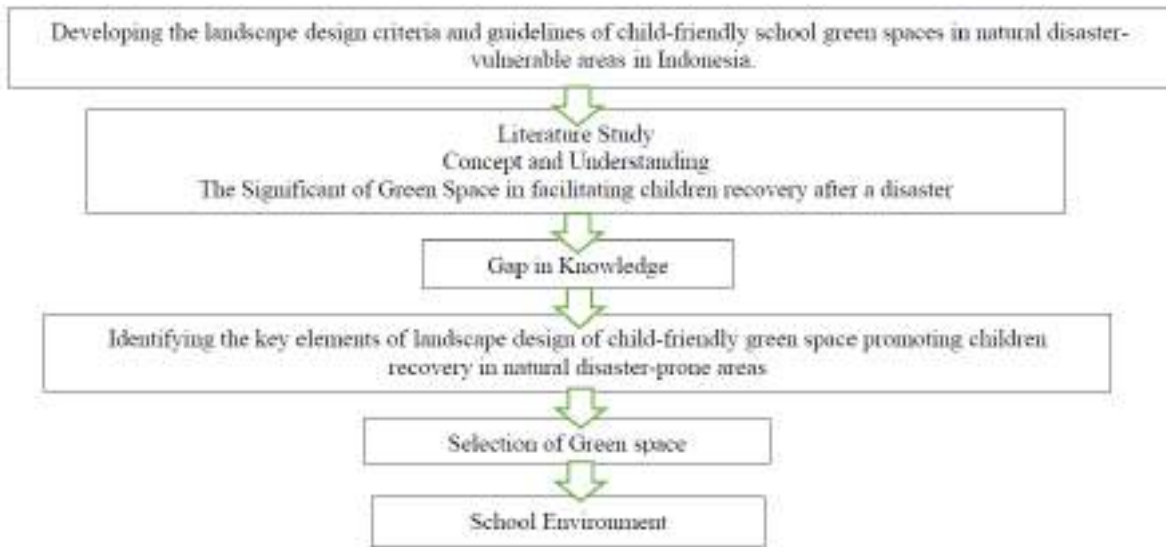 Developing the landscape design criteria and guidelines of child-friendly school green spaces in natural disaster-
vulnerable areas in Indonesia.
Literature Study
Concept and Understanding
The Significant of Green Space in facilitating children recovery after a disaster
Gap in Knowledge
Identifying the key elements of landscape design of child-friendly green space promoting children
recovery in natural disaster-prone areas
Selection of Green space
School Environment